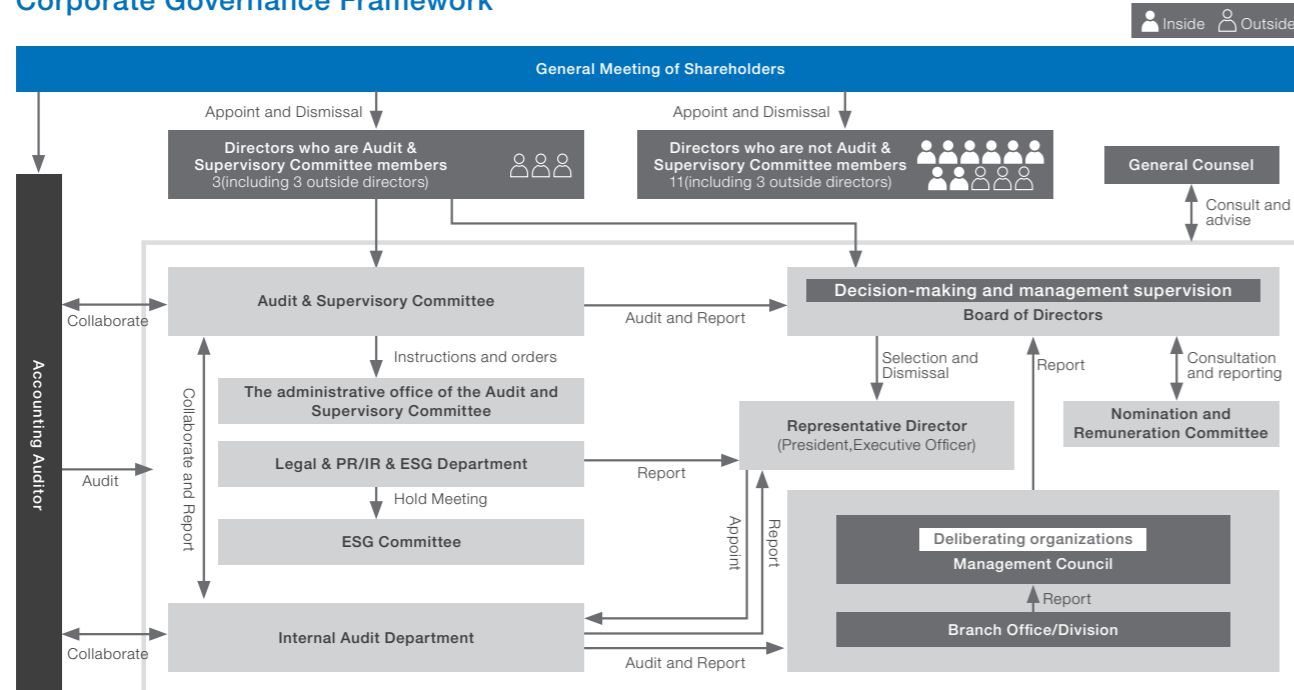 Corporate Governance Framework
Inside Outside
General Meeting of Shareholders
Appoint and Dismissal
Appoint and Dismissal
Directors who are Audit &
Supervisory Committee members
3(including 3 outside directors)
Directors who are not Audit &
Supervisory Committee members
11(including 3 outside directors)
General Counsel
Consult and
advise
Audit & Supervisory Committee
Decision-making and management supervision
Board of Directors
Collaborate
Audit and Report
Instructions and orders
Selection and
Dismissal
Report
Consultation
and reporting
The administrative office of the Audit and
Supervisory Committee
Representative Director
(President,Executive Officer)
Nomination and
Remuneration Committee
Accounting Auditor
Collaborate and Report
Legal & PR/IR & ESG Department
Audit
Report
Hold Meeting
ESG Committee
Appoint
Report
Deliberating organizations
Management Council
Report
Branch Office/Division
Internal Audit Department
Collaborate
Audit and Report